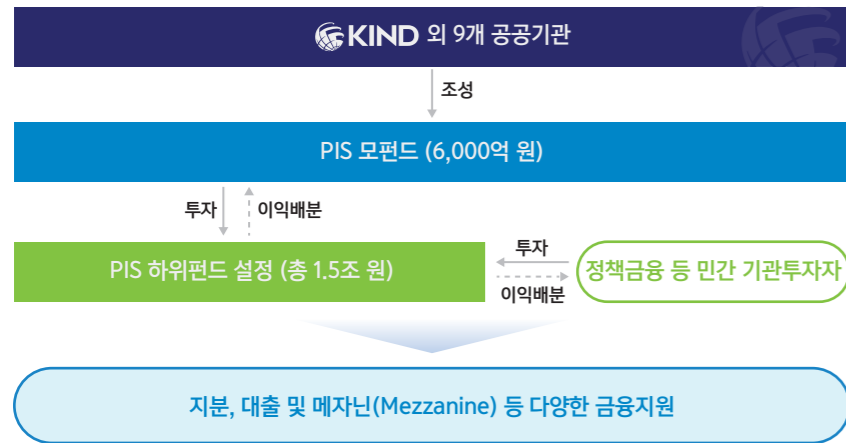 KIND 외 9개 공공기관
조성
PIS 모펀드 (6,000억 원)
투자
이익배분
PIS 하위펀드 설정 (총 1.5조 원)
투자
이익배분
정책금융 등 민간 기관투자자
지분, 대출 및 메자닌(Mezzanine) 등 다양한 금융지원